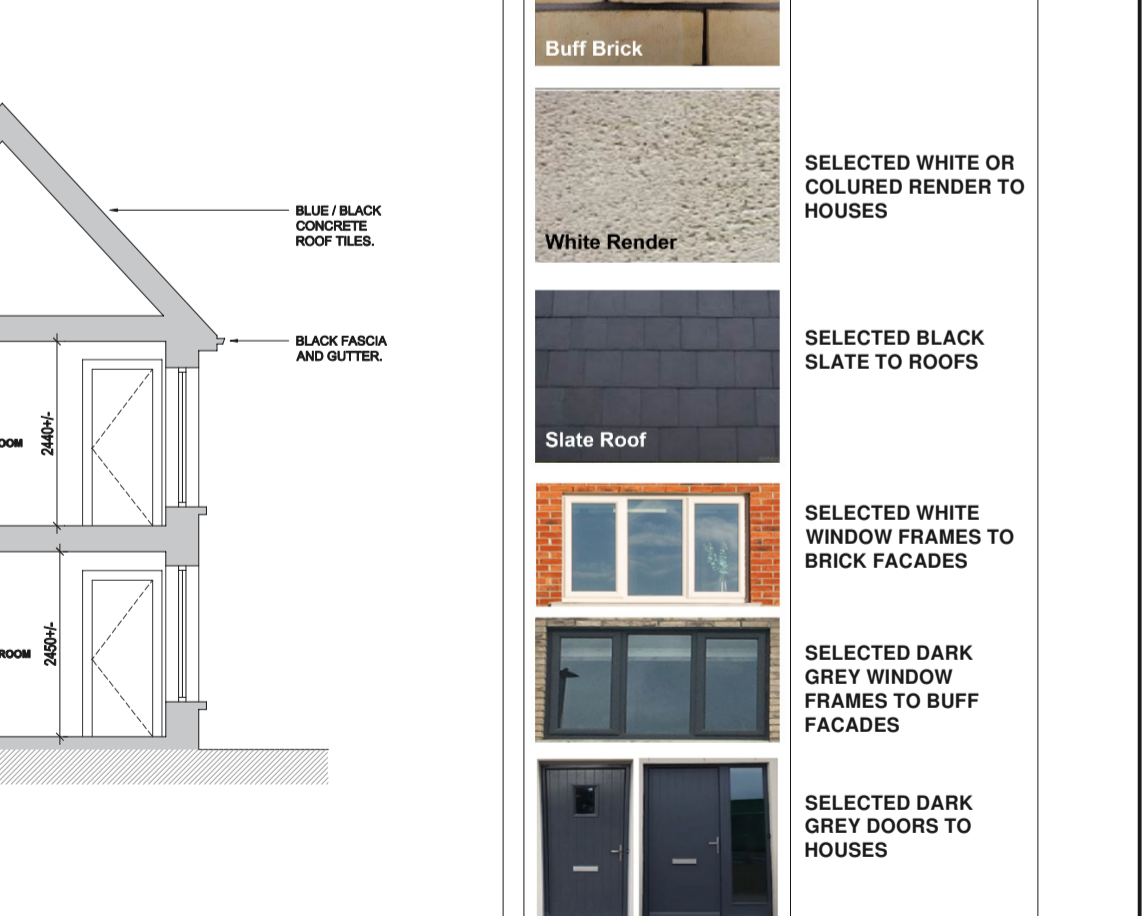 BLUE / BLACK
CONCRETE
ROOF TILES.
BLACK FASCIA
AND GUTTER.
OOM
2440+/-
ROOM
2450+/-
Buff Brick
White Render
SELECTED WHITE OR
COLURED RENDER TO
HOUSES
Slate Roof
SELECTED BLACK
SLATE TO ROOFS
SELECTED WHITE
WINDOW FRAMES TO
BRICK FACADES
SELECTED DARK
GREY WINDOW
FRAMES TO BUFF
FACADES
SELECTED DARK
GREY DOORS TO
HOUSES